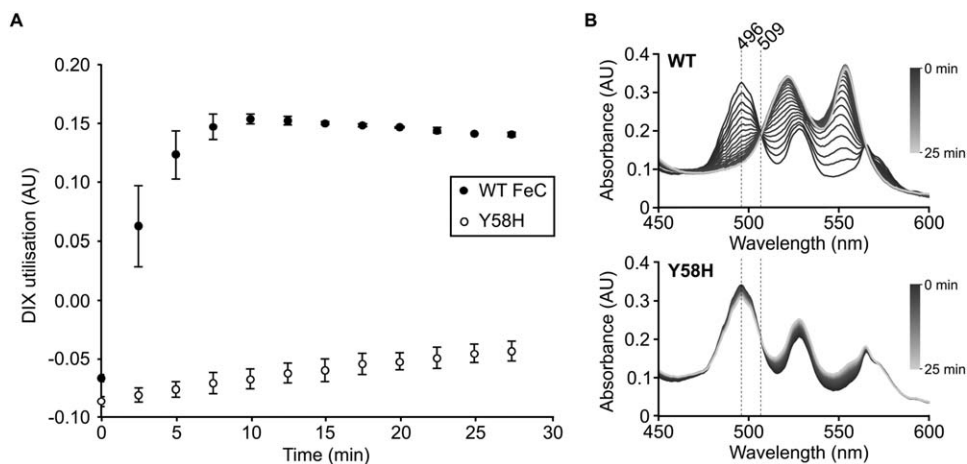 A
DIX utilisation (AU)
0.20
0.15
0.10
0.05
0.00
-0.05
-0.10
0
5
10
15
20
25
30
Time (min)
WT FeC
Y58H
B
496
509
WT
Absorbance (AU)
0.4
0.3
0.2
0.1
0
450
500
550
600
Wavelength (nm)
0 min
25 min
Y58H
Absorbance (AU)
0.4
0.3
0.2
0.1
0
450
500
550
600
Wavelength (nm)
0 min
25 min